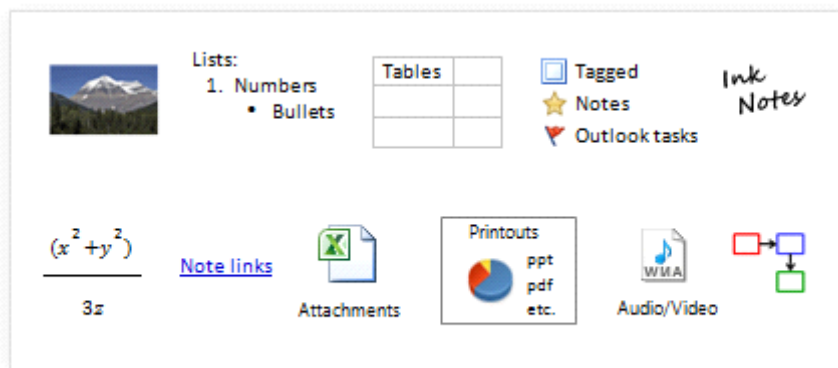 Lists:
1. Numbers
• Bullets
Tables
Tagged
Notes
Outlook tasks
Ink
Notes
(x²+y²)
3z
Note links
Attachments
Printouts
ppt
pdf
etc.
WMA
Audio/Video